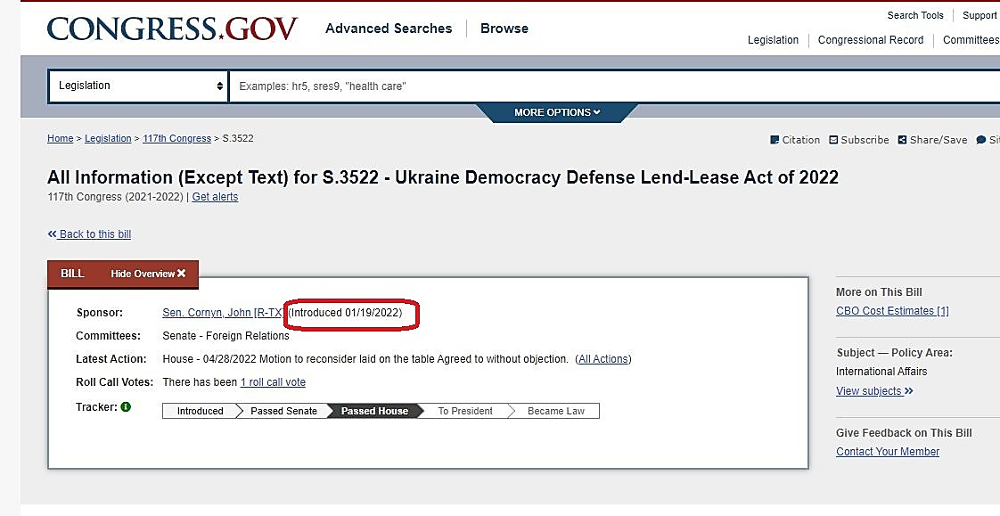 CONGRESS.GOV Advanced Searches Browse
Search Tools Support
Legislation Congressional Record Committees
Legislation Examples: hr5, sres9, "health care"
MORE OPTIONS
Home > Legislation > 117th Congress > S.3522
Citation Subscribe Share/Save Sit
All Information (Except Text) for S.3522 - Ukraine Democracy Defense Lend-Lease Act of 2022
117th Congress (2021-2022) | Get alerts
Back to this bill
BILL Hide Overview
Sponsor: Sen. Cornyn, John [R-TX] (Introduced 01/19/2022)
Committees: Senate - Foreign Relations
Latest Action: House - 04/28/2022 Motion to reconsider laid on the table Agreed to without objection. (All Actions)
Roll Call Votes: There has been 1 roll call vote
Tracker: Introduced Passed Senate Passed House To President Became Law
More on This Bill
CBO Cost Estimates [1]
Subject — Policy Area:
International Affairs
View subjects
Give Feedback on This Bill
Contact Your Member